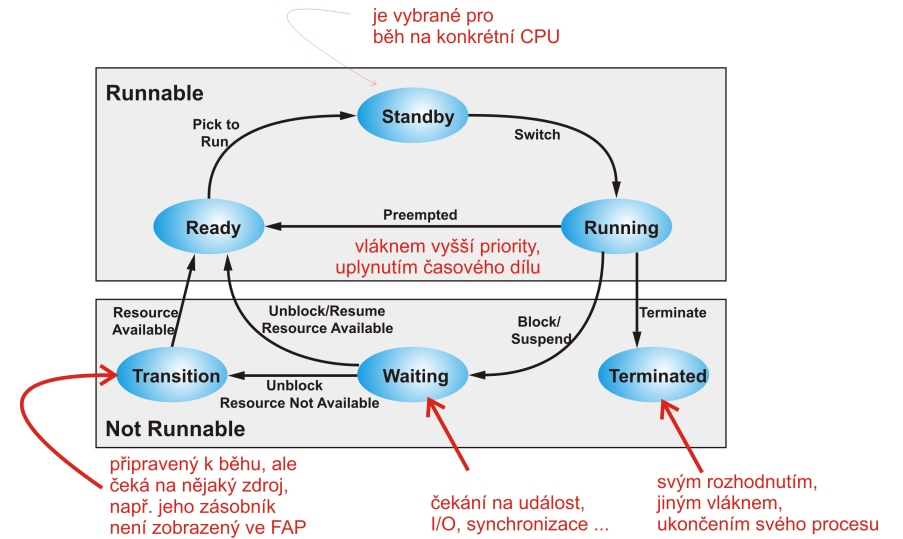 je vybrané pro
běh na konkrétní CPU
Runnable
Standby
Pick to
Run
Switch
Ready
Preempted
Running
vláknem vyšší priority,
uplynutím časového dílu
Resource
Available
Unblock/Resume
Resource Available
Block/
Suspend
Terminate
Transition
Waiting
Terminated
Unblock
Resource Not Available
Not Runnable
připravený k běhu, ale
čeká na nějaký zdroj,
např. jeho zásobník
není zobrazený ve FAP
čekání na událost,
I/O, synchronizace ...
svým rozhodnutím,
jiným vláknem,
ukončením svého procesu